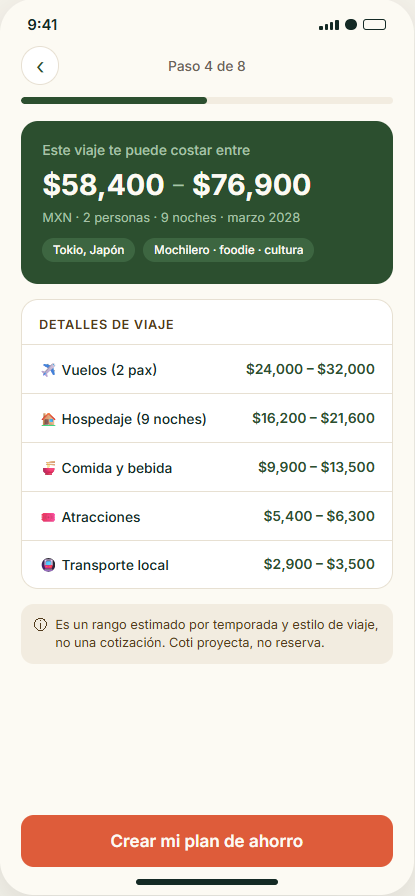 9:41
Paso 4 de 8
Este viaje te puede costar entre
$58,400 – $76,900
MXN · 2 personas · 9 noches · marzo 2028
Tokio, Japón
Mochilero · foodie · cultura
DETALLES DE VIAJE
Vuelos (2 pax) $24,000 – $32,000
Hospedaje (9 noches) $16,200 – $21,600
Comida y bebida $9,900 – $13,500
Atracciones $5,400 – $6,300
Transporte local $2,900 – $3,500
Es un rango estimado por temporada y estilo de viaje,
no una cotización. Coti proyecta, no reserva.
Crear mi plan de ahorro